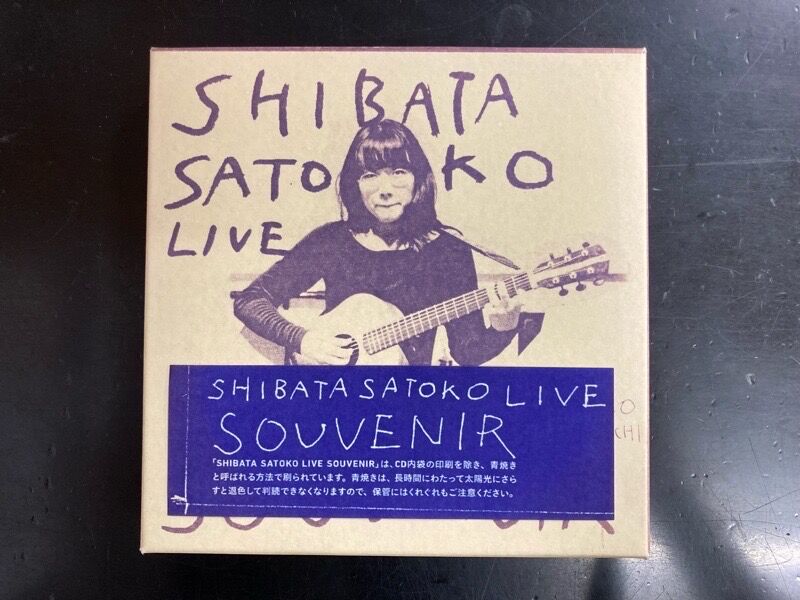 SHIBATA
SATOKO
LIVE
SHIBATA SATOKO LIVE
SOUVENIR
「SHIBATA SATOKO LIVE SOUVENIR」は、CD内袋の印刷を除き、青焼き
と呼ばれる方法で刷られています。青焼きは、長時間にわたって太陽光にさら
すと退色して判読できなくなりますので、保管にはくれぐれもご注意ください。